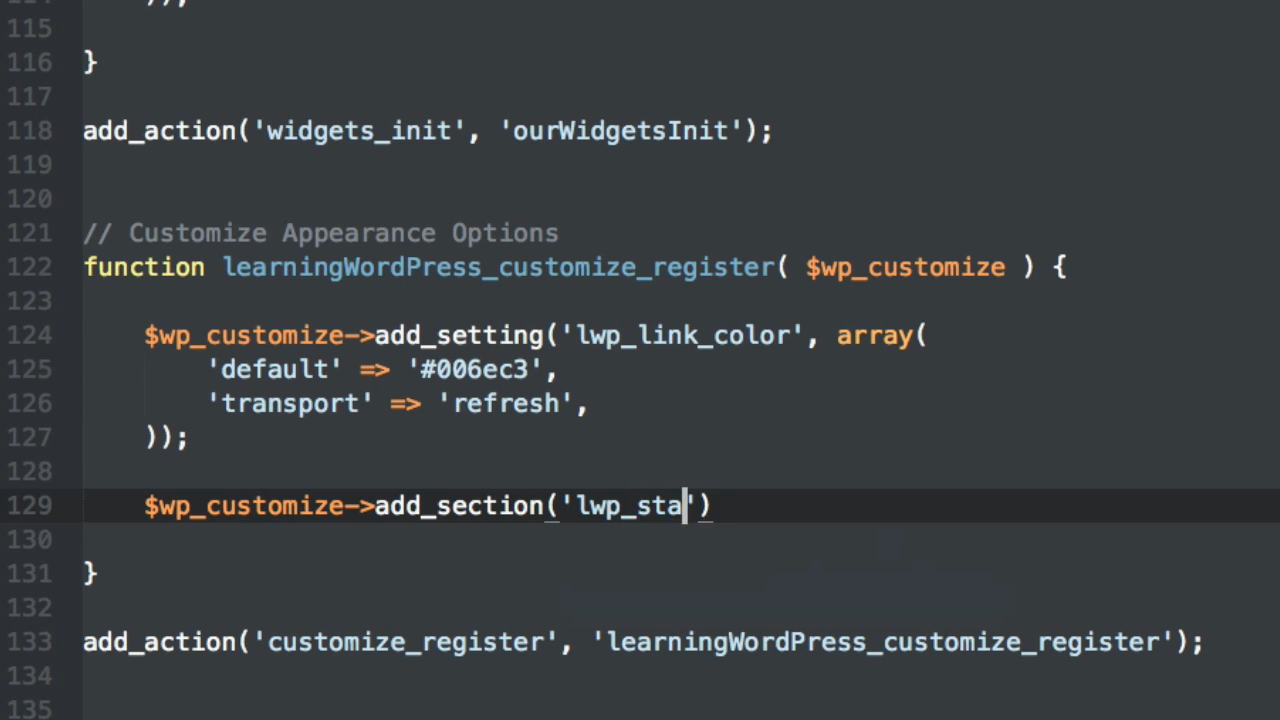 114 ));
115
116 }
117
118 add_action('widgets_init', 'ourWidgetsInit');
119
120
121 // Customize Appearance Options
122 function learningWordPress_customize_register( $wp_customize ) {
123
124 $wp_customize->add_setting('lwp_link_color', array(
125 'default' => '#006ec3',
126 'transport' => 'refresh',
127 ));
128
129 $wp_customize->add_section('lwp_sta')
130
131 }
132
133 add_action('customize_register', 'learningWordPress_customize_register');
134
135